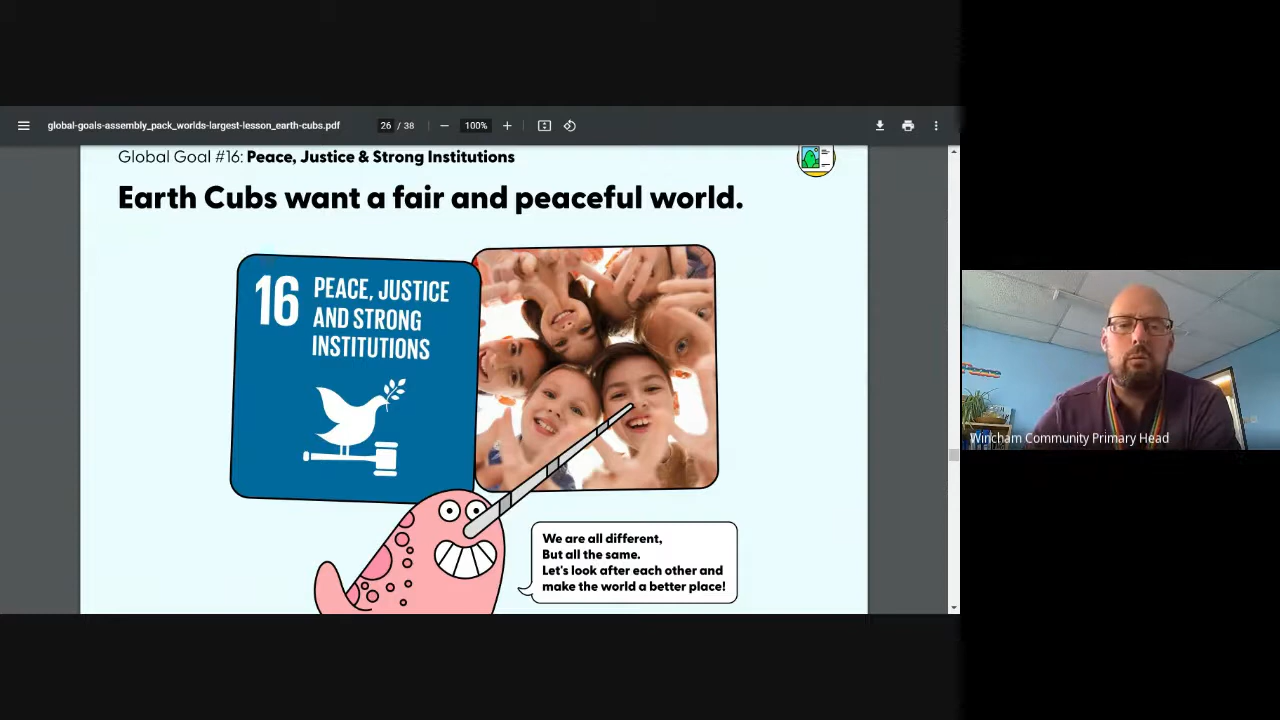 global-goals-assembly_pack_worlds-largest-lesson_earth-cubs.pdf
26 / 38
100%
Global Goal #16: Peace, Justice & Strong Institutions
Earth Cubs want a fair and peaceful world.
16 PEACE, JUSTICE
AND STRONG
INSTITUTIONS
We are all different,
But all the same.
Let's look after each other and
make the world a better place!
Wincham Community Primary Head